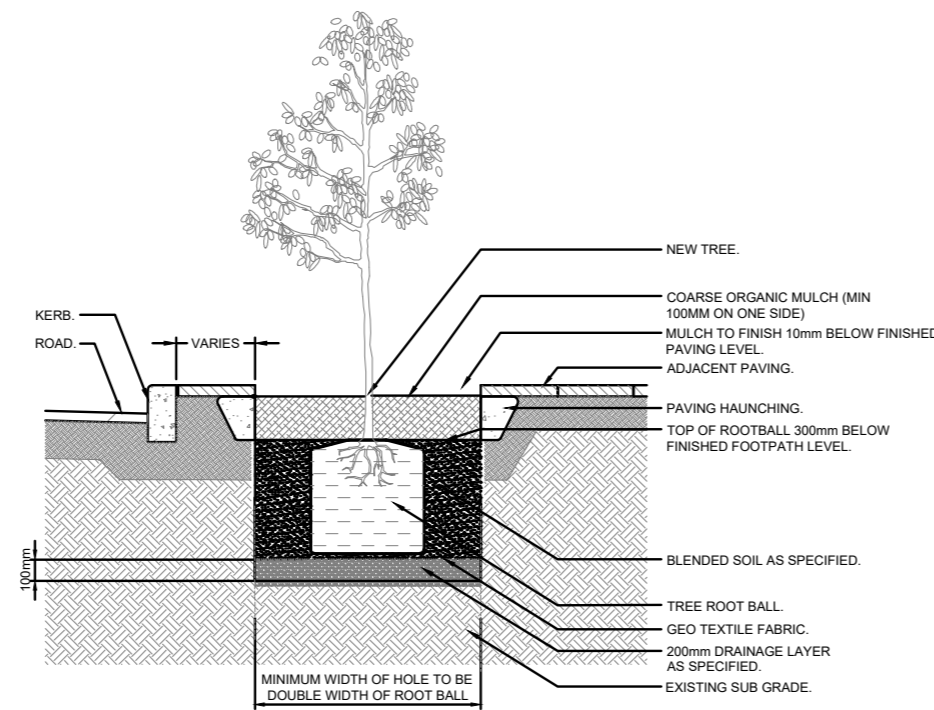 NEW TREE.
COARSE ORGANIC MULCH (MIN
100MM ON ONE SIDE)
KERB.
MULCH TO FINISH 10mm BELOW FINISHED
PAVING LEVEL.
ROAD.
VARIES
ADJACENT PAVING.
PAVING HAUNCHING.
TOP OF ROOTBALL 300mm BELOW
FINISHED FOOTPATH LEVEL.
BLENDED SOIL AS SPECIFIED.
100mm
TREE ROOT BALL.
GEO TEXTILE FABRIC.
200mm DRAINAGE LAYER
AS SPECIFIED.
EXISTING SUB GRADE.
MINIMUM WIDTH OF HOLE TO BE
DOUBLE WIDTH OF ROOT BALL